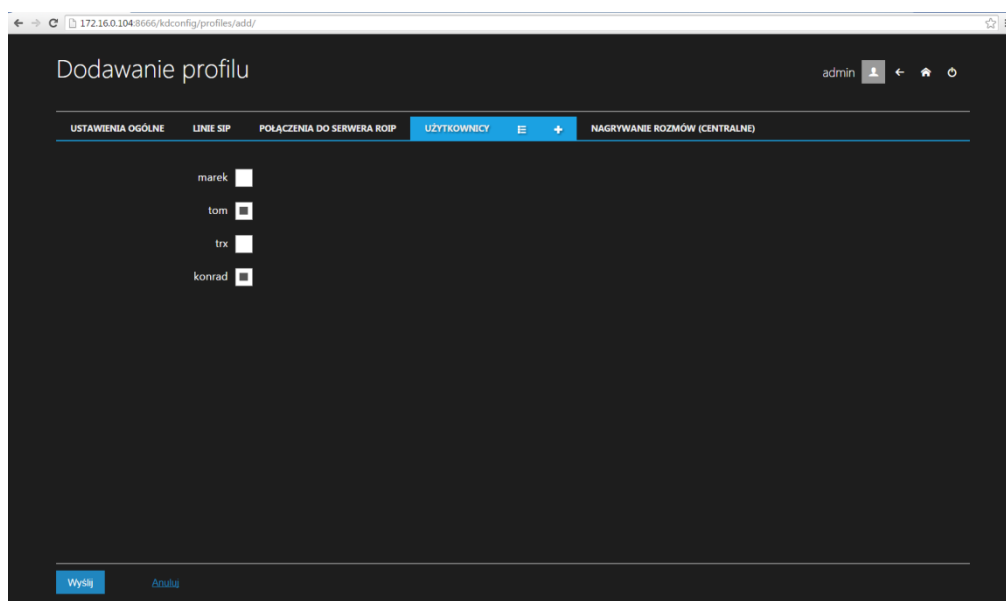 172.16.0.104:8666/kdconfig/profiles/add/
Dodawanie profilu
admin
USTAWIENIA OGÓLNE LINIE SIP POŁĄCZENIA DO SERWERA ROIP UŻYTKOWNICY NAGRYWANIE ROZMÓW (CENTRALNE)
marek
tom
trx
konrad
Wyślij Anuluj